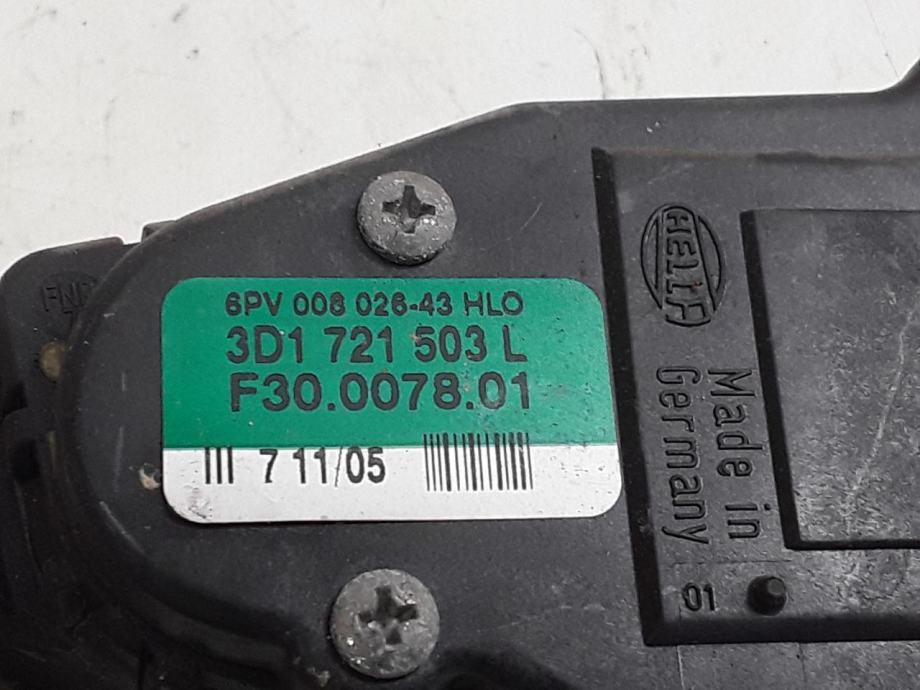 6PV 008 026-43 HLO
3D1 721 503 L
F30.0078.01
III 7 11/05
HELLA
Made in
Germany
01